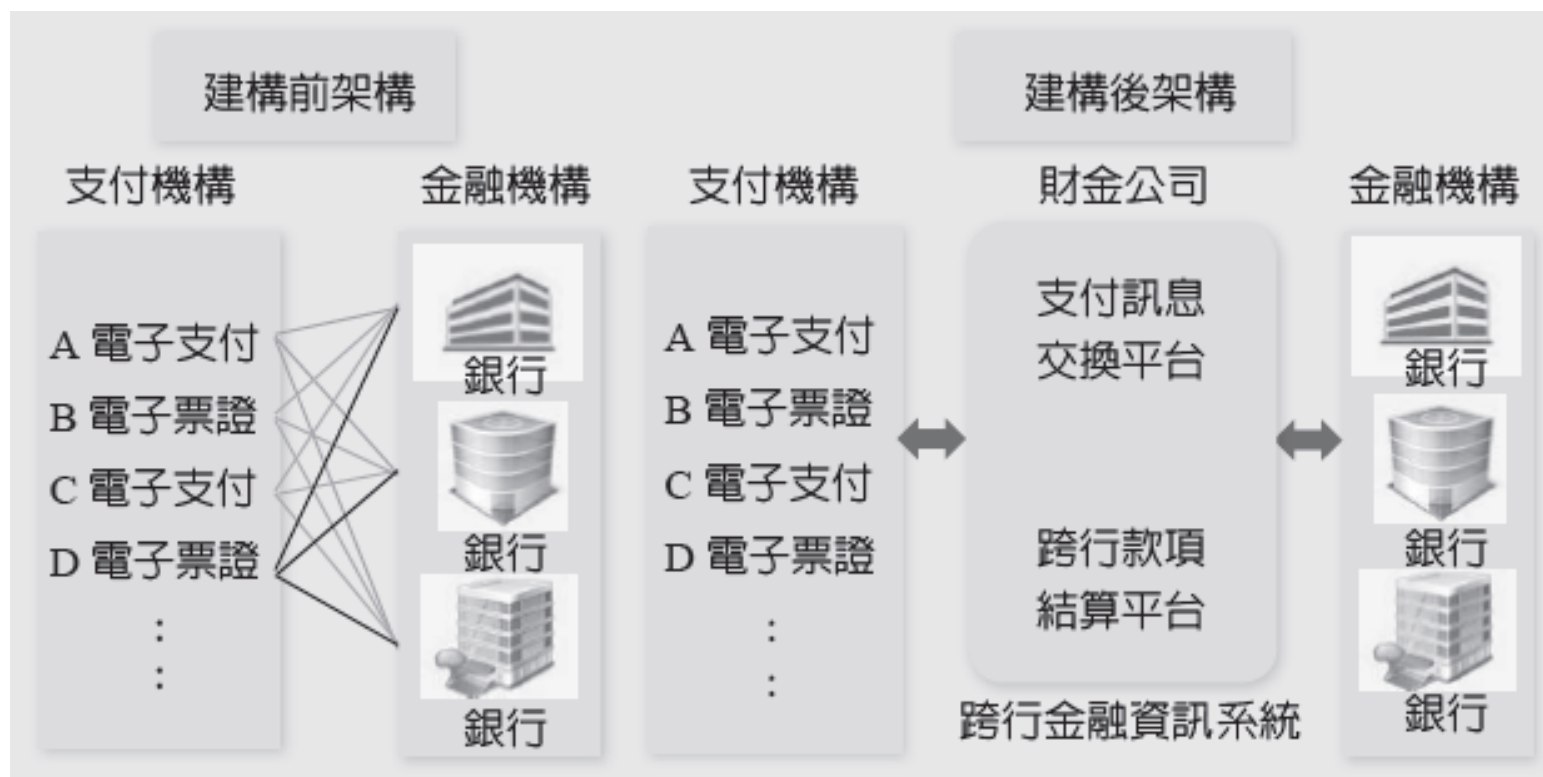 建構前架構
支付機構
金融機構
A 電子支付
B 電子票證
C 電子支付
D 電子票證
:
:
銀行
銀行
銀行
建構後架構
支付機構
財金公司
金融機構
A 電子支付
B 電子票證
C 電子支付
D 電子票證
:
:
支付訊息
交換平台
跨行款項
結算平台
跨行金融資訊系統
銀行
銀行
銀行